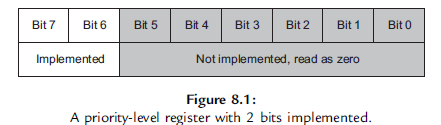 Bit 7 Bit 6 Bit 5 Bit 4 Bit 3 Bit 2 Bit 1 Bit 0
Implemented Not implemented, read as zero
Figure 8.1:
A priority-level register with 2 bits implemented.